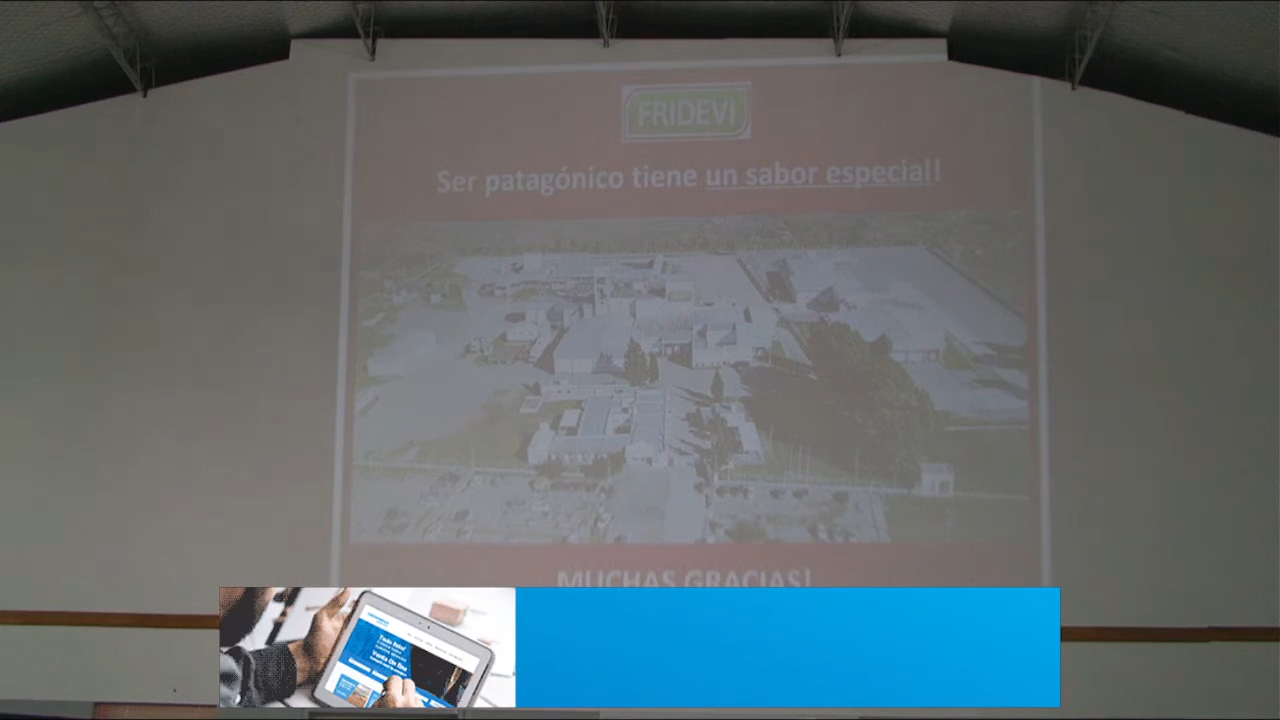 FRIDEVI
Ser patagónico tiene un sabor especial!
MUCHAS GRACIAS!